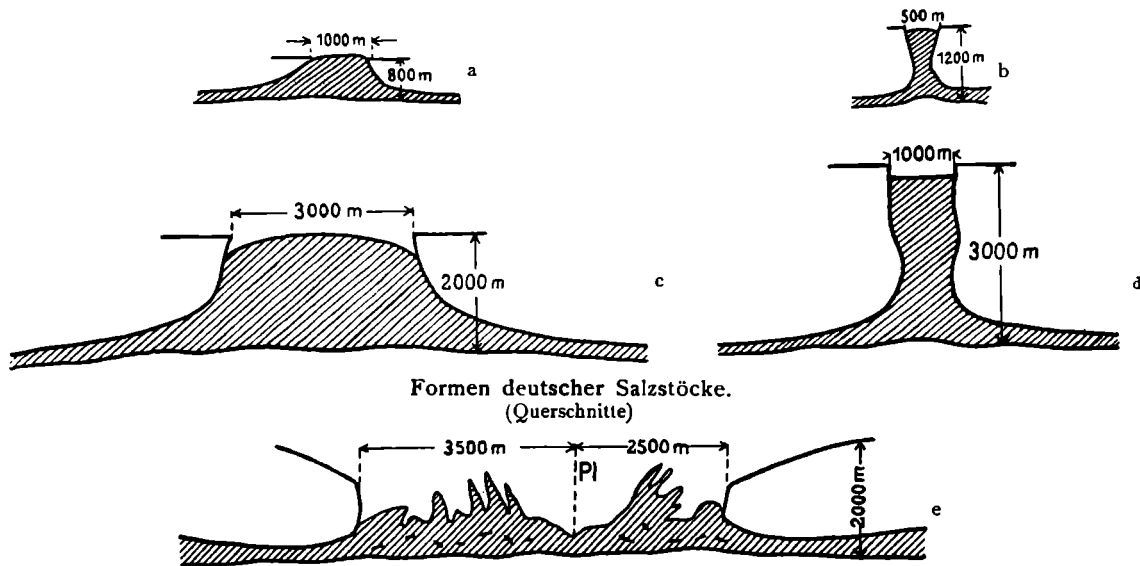 1000 m
800 m
a
500 m
1200 m
b
3000 m
2000 m
c
1000 m
3000 m
d
Formen deutscher Salzstöcke.
(Querschnitte)
3500 m
2500 m
Pl
2000 m
e